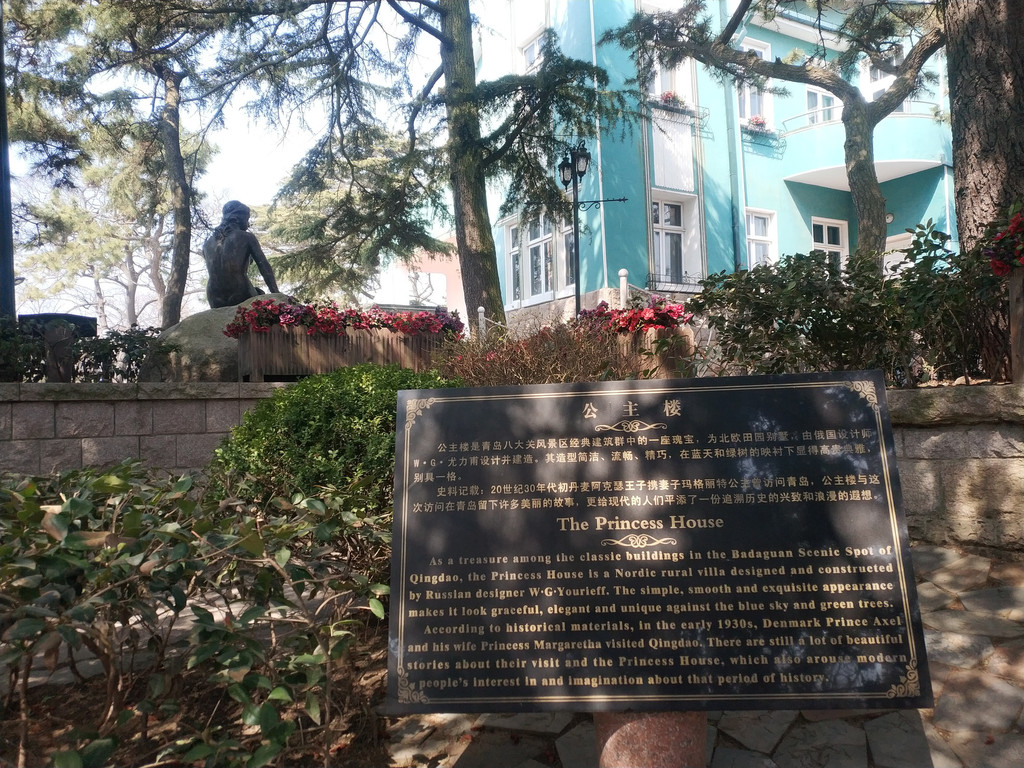 公主楼
公主楼是青岛八大关风景区经典建筑群中的一座瑰宝，为北欧田园别墅，由俄国设计师
W·G·尤力甫设计并建造。其造型简洁、流畅、精巧，在蓝天和绿树的映衬下显得高贵典雅，
别具一格。
史料记载：20世纪30年代初丹麦阿克瑟王子携妻子玛格丽特公主曾访问青岛，公主楼与这
次访问在青岛留下许多美丽的故事，更给现代的人们平添了一份追溯历史的兴致和浪漫的遐想。
The Princess House
As a treasure among the classic buildings in the Badaguan Scenic Spot of
Qingdao, the Princess House is a Nordic rural villa designed and constructed
by Russian designer W·G·Yourieff. The simple, smooth and exquisite appearance
makes it look graceful, elegant and unique against the blue sky and green trees.
According to historical materials, in the early 1930s, Denmark Prince Axel
and his wife Princess Margaretha visited Qingdao. There are still a lot of beautiful
stories about their visit and the Princess House, which also arouse modern
people's interest in and imagination about that period of history.